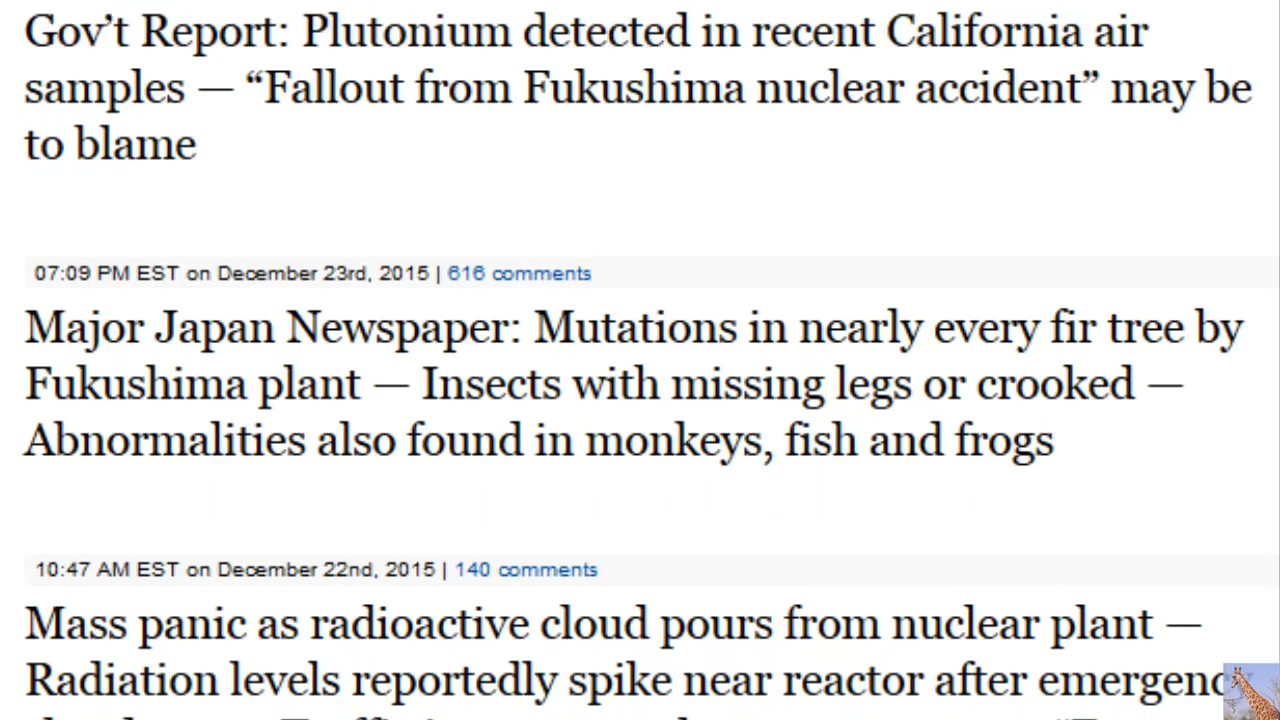 Gov’t Report: Plutonium detected in recent California air
samples — “Fallout from Fukushima nuclear accident” may be
to blame
07:09 PM EST on December 23rd, 2015 | 616 comments
Major Japan Newspaper: Mutations in nearly every fir tree by
Fukushima plant — Insects with missing legs or crooked —
Abnormalities also found in monkeys, fish and frogs
10:47 AM EST on December 22nd, 2015 | 140 comments
Mass panic as radioactive cloud pours from nuclear plant —
Radiation levels reportedly spike near reactor after